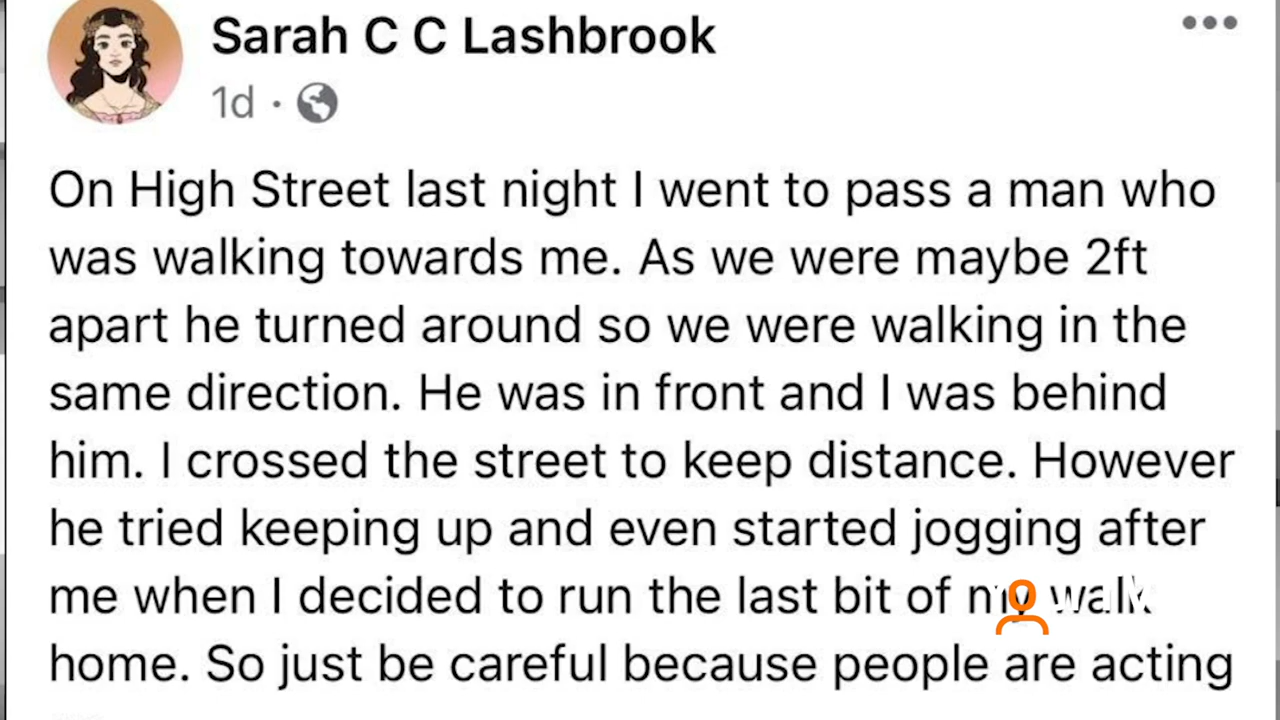 Sarah C C Lashbrook
1d ·
On High Street last night I went to pass a man who
was walking towards me. As we were maybe 2ft
apart he turned around so we were walking in the
same direction. He was in front and I was behind
him. I crossed the street to keep distance. However
he tried keeping up and even started jogging after
me when I decided to run the last bit of my walk
home. So just be careful because people are acting